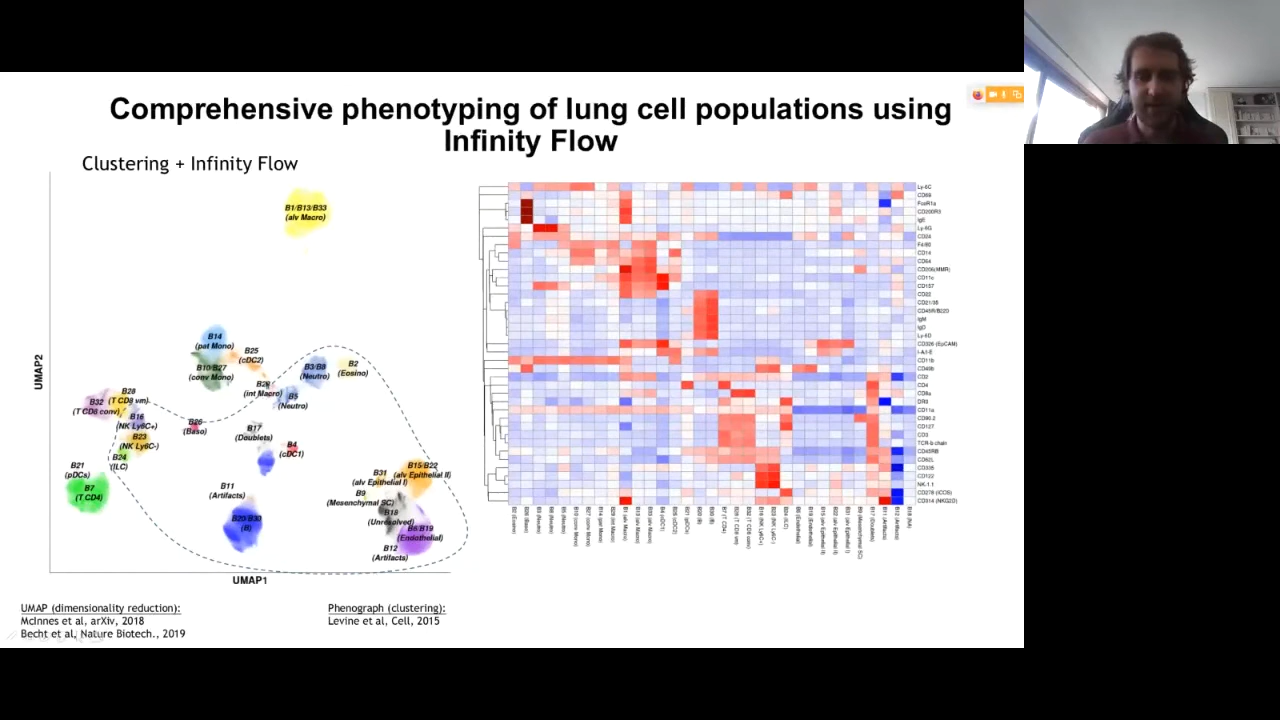 Comprehensive phenotyping of lung cell populations using
Infinity Flow
Clustering + Infinity Flow
UMAP2
B1/B13/B33
(alv Macro)
B14
(pat Mono)
B25
(cDC2)
B10/B27
(conv Mono)
B3/B8
(Neutro)
B2
(Eosino)
(int Macro)
B5
(Neutro)
B28
(T CD8 vm)
B32
(T CD8 conv)
B16
(NK Ly6C+)
B26
(Baso)
B23
(NK Ly6C-)
B17
(Doublets)
B4
(cDC1)
B24
(ILC)
B21
(pDCs)
B7
(T CD4)
B15/B22
(alv Epithelial II)
B31
(alv Epithelial I)
B9
(Mesenchymal SC)
B11
(Artifacts)
B18
(Unresolved)
B20/B30
(B)
B6/B19
(Endothelial)
B12
(Artifacts)
UMAP1
Ly-6C
CD69
FcεR1a
CD200R3
IgE
Ly-6G
CD24
F4/80
CD14
CD64
CD206(MMR)
CD11c
CD157
CD22
CD21/35
CD45R/B220
IgM
IgD
Ly-6D
CD326 (EpCAM)
I-A/I-E
CD11b
CD49b
CD2
CD4
CD8a
DR3
CD11a
CD90.2
CD127
CD3
TCR-b chain
CD45RB
CD62L
CD335
CD122
NK-1.1
CD278 (ICOS)
CD314 (NKG2D)
UMAP (dimensionality reduction):
McInnes et al, arXiv, 2018
Becht et al, Nature Biotech., 2019
Phenograph (clustering):
Levine et al, Cell, 2015